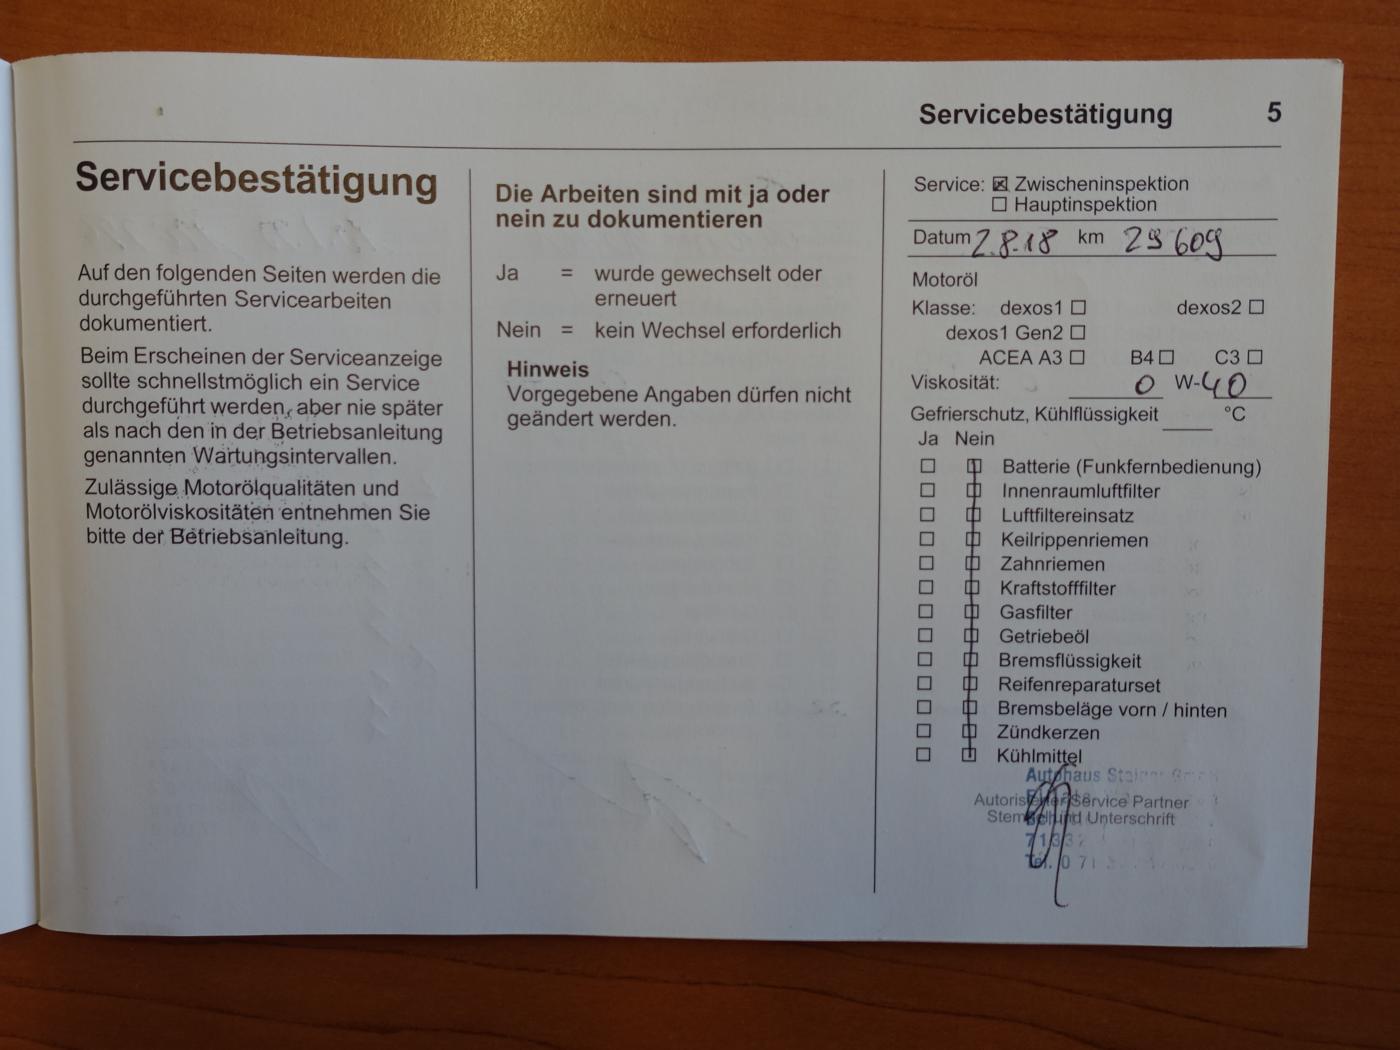 Servicebestätigung 5
Servicebestätigung
Auf den folgenden Seiten werden die
durchgeführten Servicearbeiten
dokumentiert.
Beim Erscheinen der Serviceanzeige
sollte schnellstmöglich ein Service
durchgeführt werden, aber nie später
als nach den in der Betriebsanleitung
genannten Wartungsintervallen.
Zulässige Motorölqualitäten und
Motorölviskositäten entnehmen Sie
bitte der Betriebsanleitung.
Die Arbeiten sind mit ja oder
nein zu dokumentieren
Ja = wurde gewechselt oder
erneuert
Nein = kein Wechsel erforderlich
Hinweis
Vorgegebene Angaben dürfen nicht
geändert werden.
Service: ☒ Zwischeninspektion
☐ Hauptinspektion
Datum 2.8.18 km 29609
Motoröl
Klasse: dexos1 ☐ dexos2 ☐
dexos1 Gen2 ☐
ACEA A3 ☐ B4 ☐ C3 ☐
Viskosität: 0 W-40
Gefrierschutz, Kühlflüssigkeit °C
Ja Nein
Batterie (Funkfernbedienung)
Innenraumluftfilter
Luftfiltereinsatz
Keilrippenriemen
Zahnriemen
Kraftstofffilter
Gasfilter
Getriebeöl
Bremsflüssigkeit
Reifenreparaturset
Bremsbeläge vorn / hinten
Zündkerzen
Kühlmittel
Autohaus
Autorisierter Service Partner
Stempel und Unterschrift
Tel. 0 71